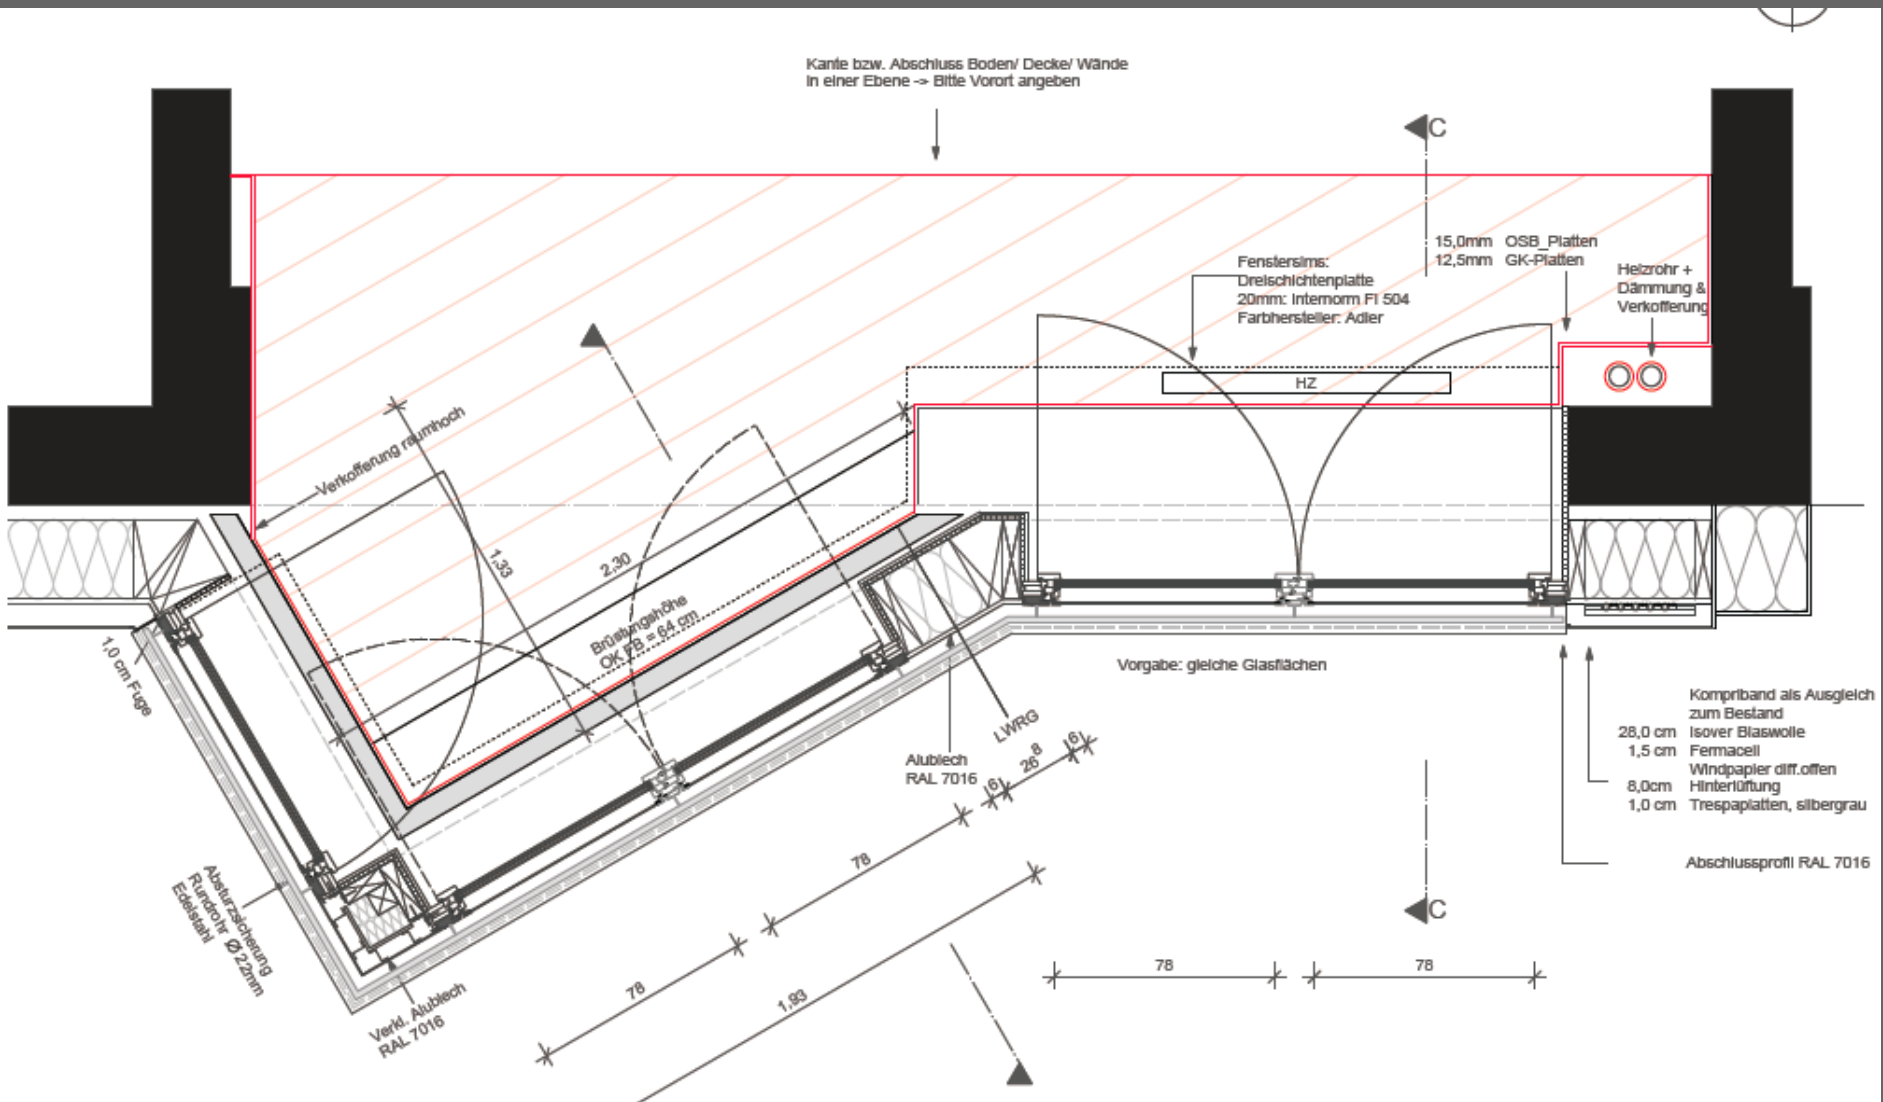 Kante bzw. Abschluss Boden/ Decke/ Wände
in einer Ebene -> Bitte Vorort angeben
C
15,0mm OSB_Platten
12,5mm GK-Platten
Fenstersims:
Dreischichtenplatte
20mm: Internorm FI 504
Farbhersteller: Adler
Heizrohr +
Dämmung &
Verkofferung
HZ
Verkofferung raumhoch
1,33
2,30
Brüstungshöhe
OK FB = 64 cm
1,0 cm Fuge
Vorgabe: gleiche Glasflächen
LWRG
Alublech
RAL 7016
6
26 8
6
78
78
1,93
Absturzsicherung
Rundrohr Ø 22mm
Edelstahl
Verkl. Alublech
RAL 7016
Kompriband als Ausgleich
zum Bestand
28,0 cm Isover Blaswolle
1,5 cm Fermacell
Windpapier diff.offen
8,0cm Hinterlüftung
1,0 cm Trespaplatten, silbergrau
Abschlussprofil RAL 7016
C
78
78